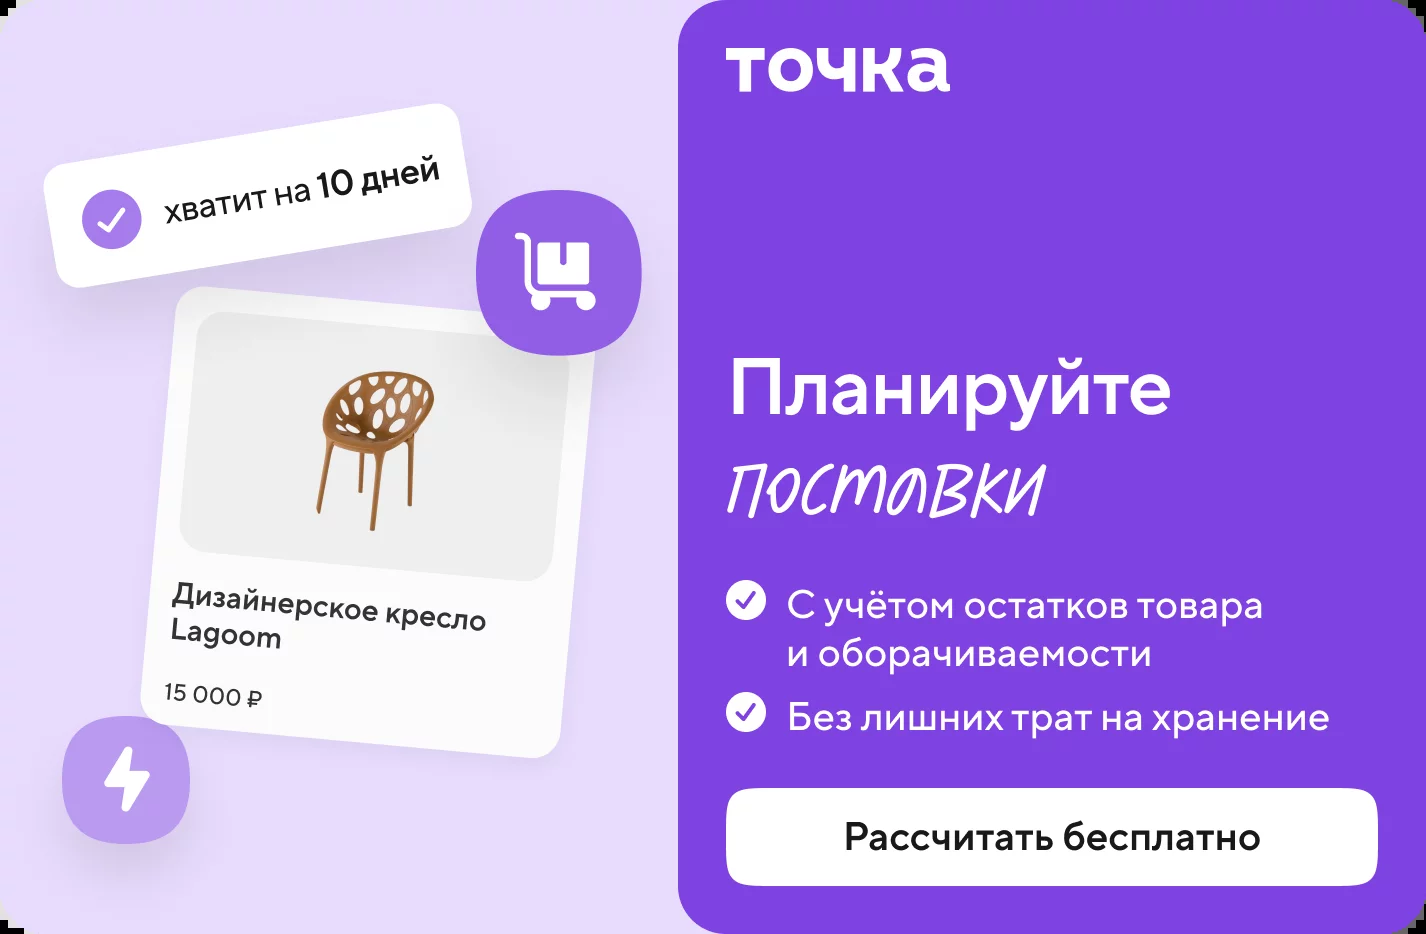 хватит на 10 дней
Дизайнерское кресло
Lagoom
15 000 ₽
точка
Планируйте
поставки
С учётом остатков товара
и оборачиваемости
Без лишних трат на хранение
Рассчитать бесплатно